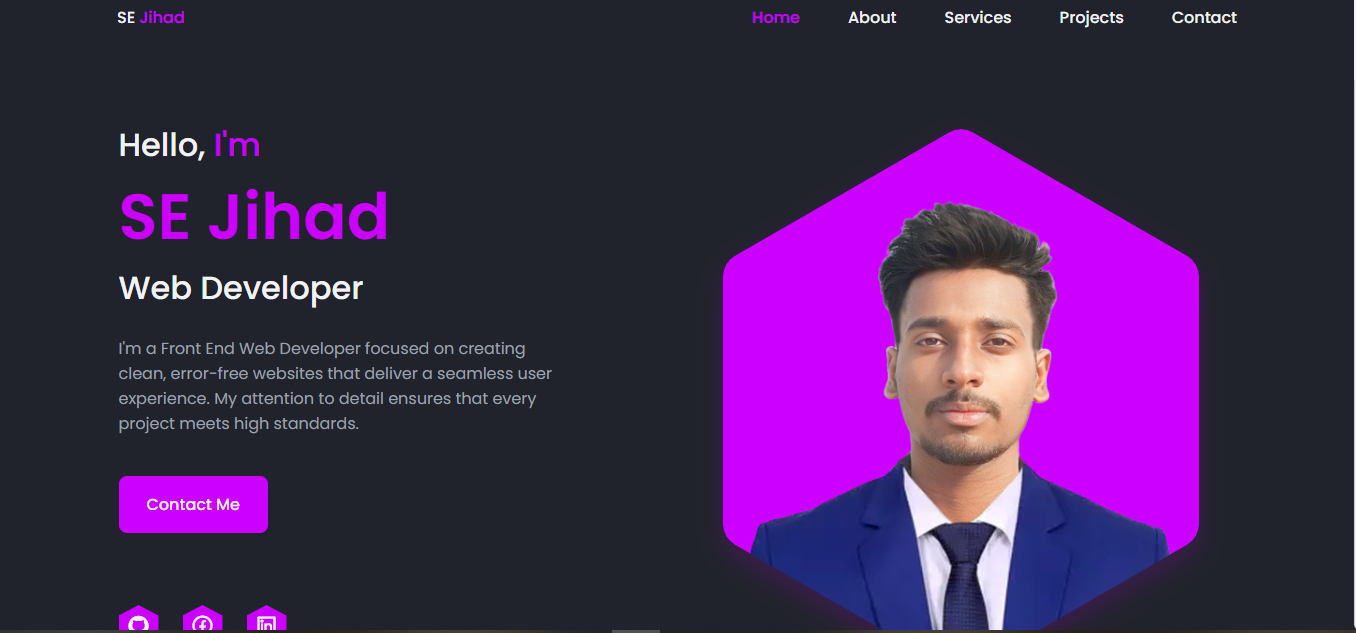 SE Jihad
Home About Services Projects Contact
Hello, I'm
SE Jihad
Web Developer
I'm a Front End Web Developer focused on creating
clean, error-free websites that deliver a seamless user
experience. My attention to detail ensures that every
project meets high standards.
Contact Me